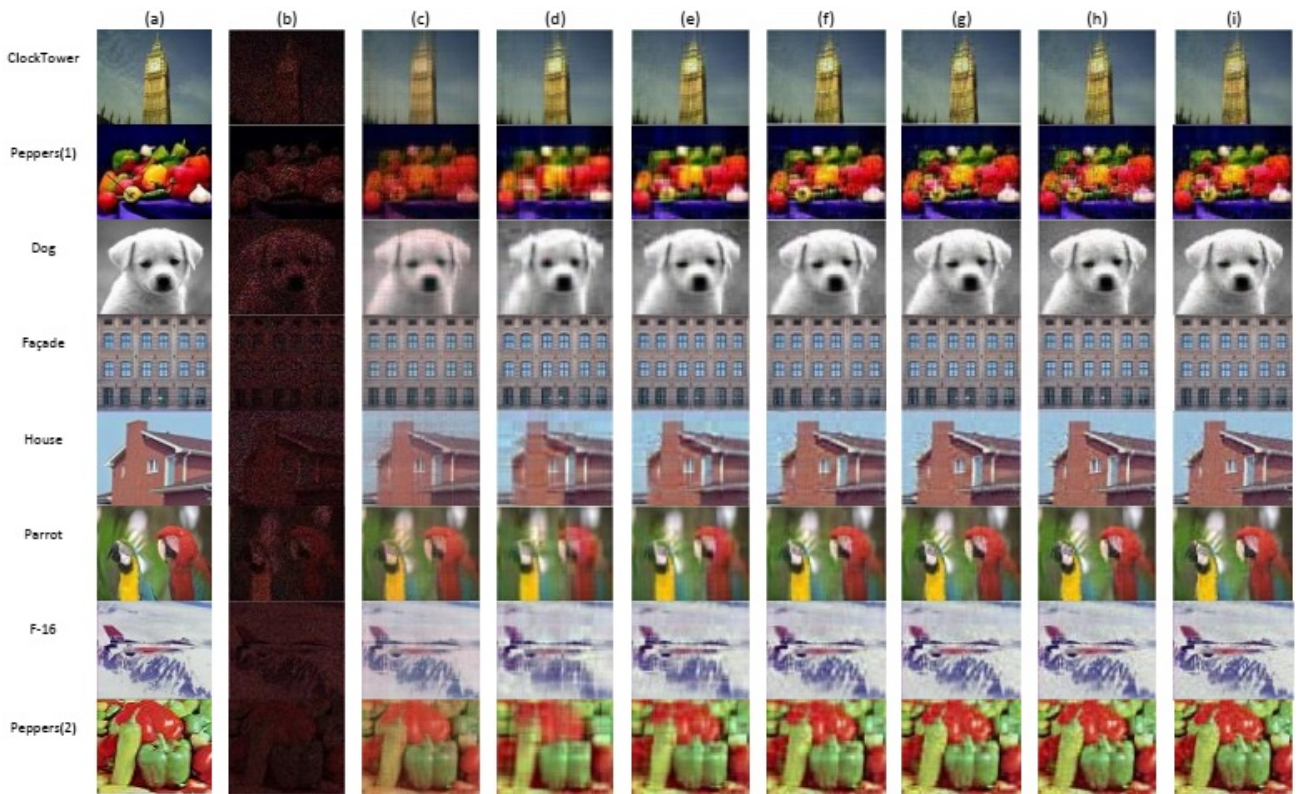 (a) (b) (c) (d) (e) (f) (g) (h) (i)
ClockTower
Peppers(1)
Dog
Façade
House
Parrot
F-16
Peppers(2)